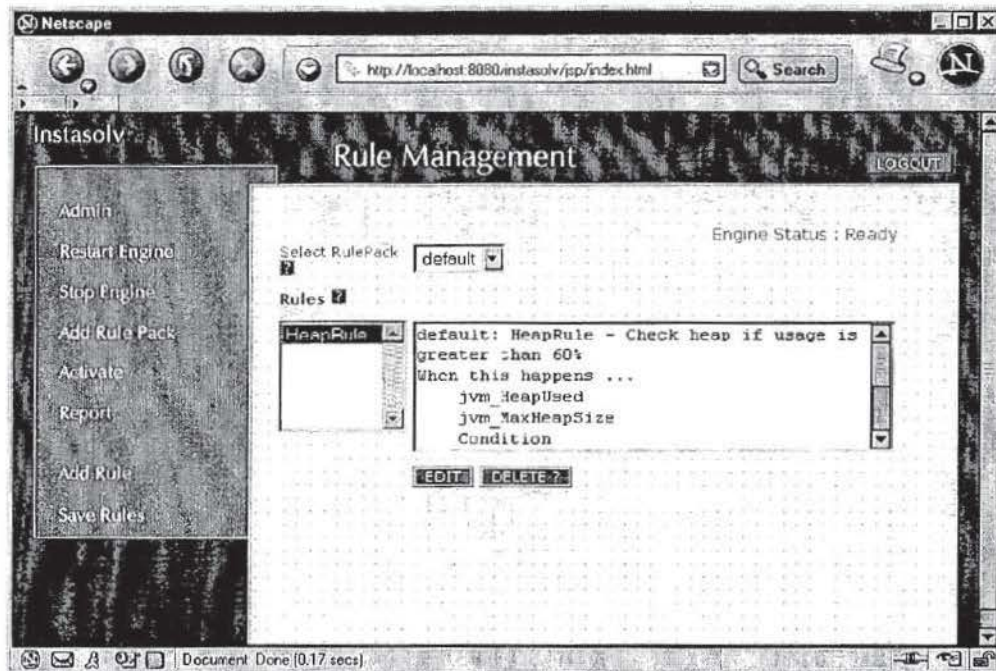 Netscape
http://localhost:8080/instasolv/jsp/index.html
Search
Instasolv
Rule Management
LOGOUT
Admin
Restart Engine
Stop Engine
Add Rule Pack
Activate
Report
Add Rule
Save Rules
Engine Status : Ready
Select RulePack
?
default
Rules ?
HeapRule
default: HeapRule - Check heap if usage is
greater than 60%
When this happens ...
jvm_HeapUsed
jvm_MaxHeapSize
Condition
EDIT DELETE ?
Document: Done (0.17 secs)